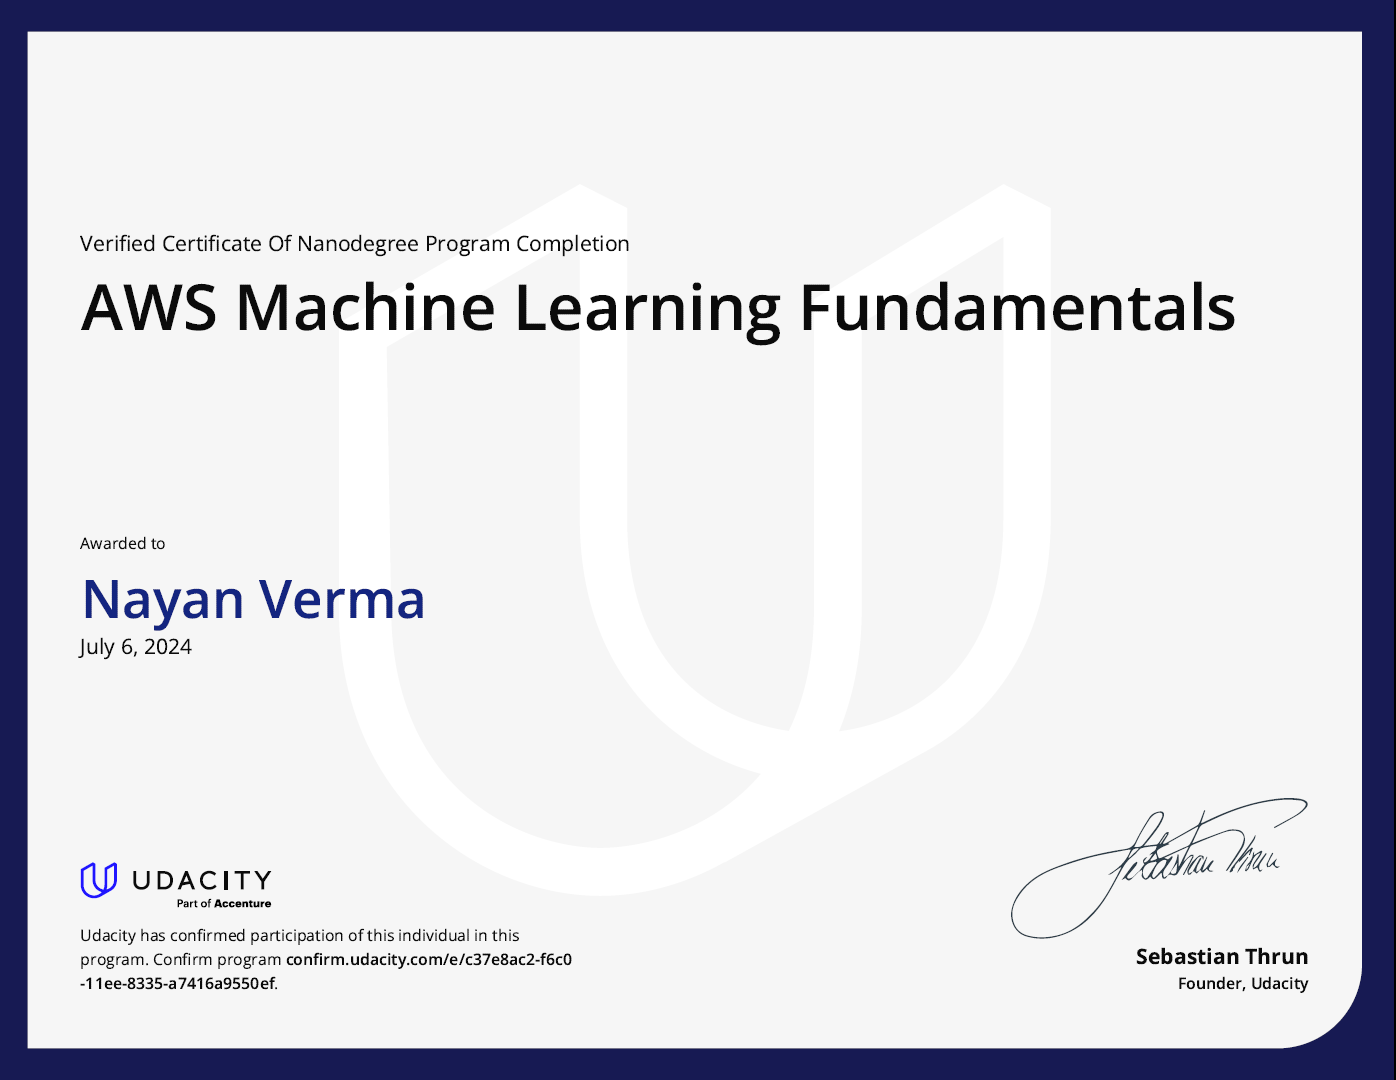 Verified Certificate Of Nanodegree Program Completion
AWS Machine Learning Fundamentals
Awarded to
Nayan Verma
July 6, 2024
UDACITY
Part of Accenture
Udacity has confirmed participation of this individual in this
program. Confirm program confirm.udacity.com/e/c37e8ac2-f6c0
-11ee-8335-a7416a9550ef.
Sebastian Thrun
Sebastian Thrun
Founder, Udacity